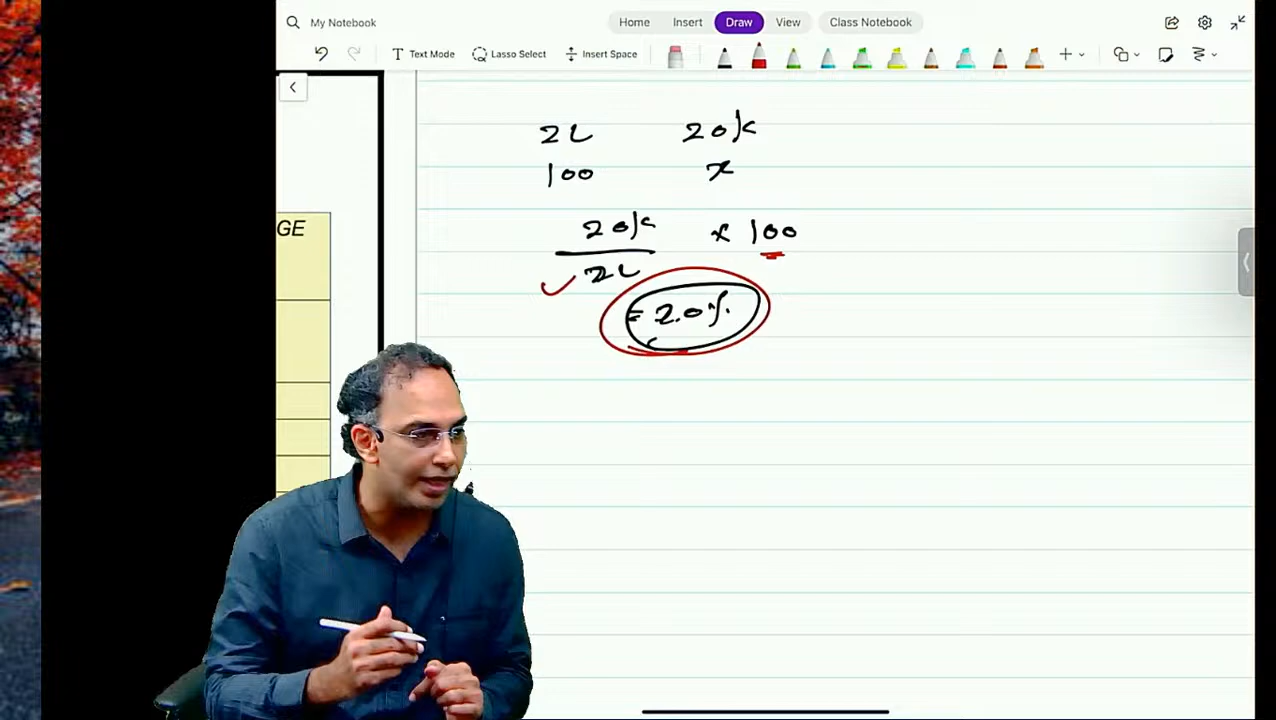 My Notebook
Home Insert Draw View Class Notebook
Text Mode Lasso Select Insert Space
GE
2L 20k
100 x
20k x 100
2L
= 20%